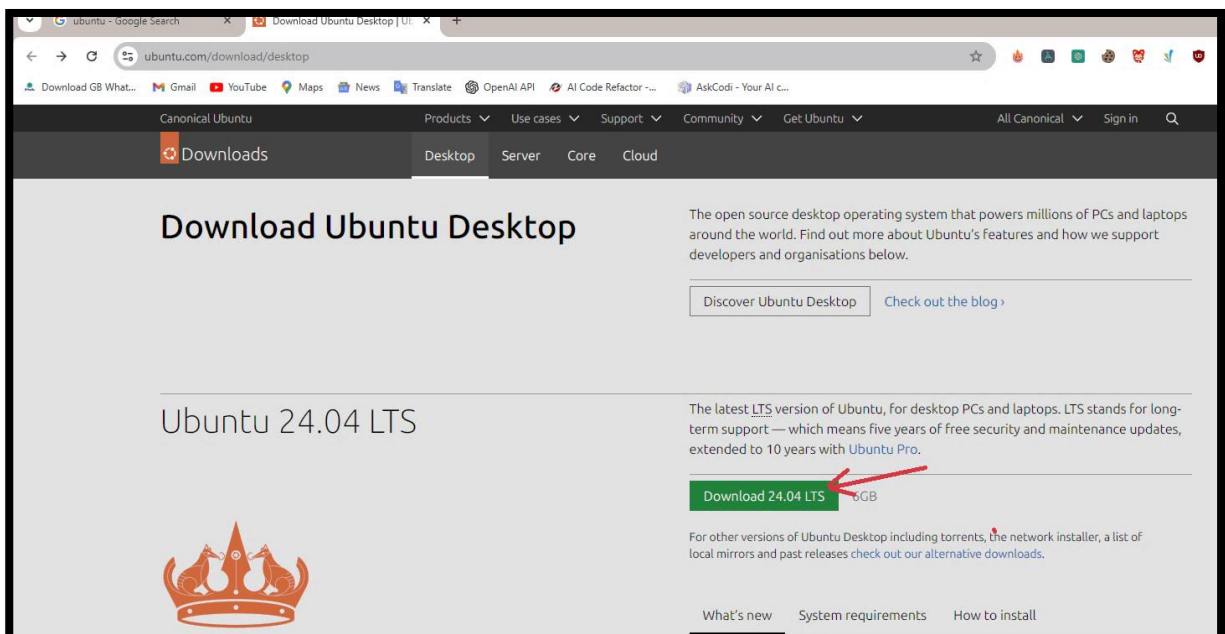 ubuntu - Google Search
Download Ubuntu Desktop | U
ubuntu.com/download/desktop
Download GB What... Gmail YouTube Maps News Translate OpenAI API AI Code Refactor -... AskCodi - Your AI c...
Canonical Ubuntu Products Use cases Support Community Get Ubuntu All Canonical Sign in
Downloads Desktop Server Core Cloud
Download Ubuntu Desktop
The open source desktop operating system that powers millions of PCs and laptops
around the world. Find out more about Ubuntu's features and how we support
developers and organisations below.
Discover Ubuntu Desktop Check out the blog ›
Ubuntu 24.04 LTS
The latest LTS version of Ubuntu, for desktop PCs and laptops. LTS stands for long-
term support — which means five years of free security and maintenance updates,
extended to 10 years with Ubuntu Pro.
Download 24.04 LTS 6GB
For other versions of Ubuntu Desktop including torrents, the network installer, a list of
local mirrors and past releases check out our alternative downloads.
What's new System requirements How to install